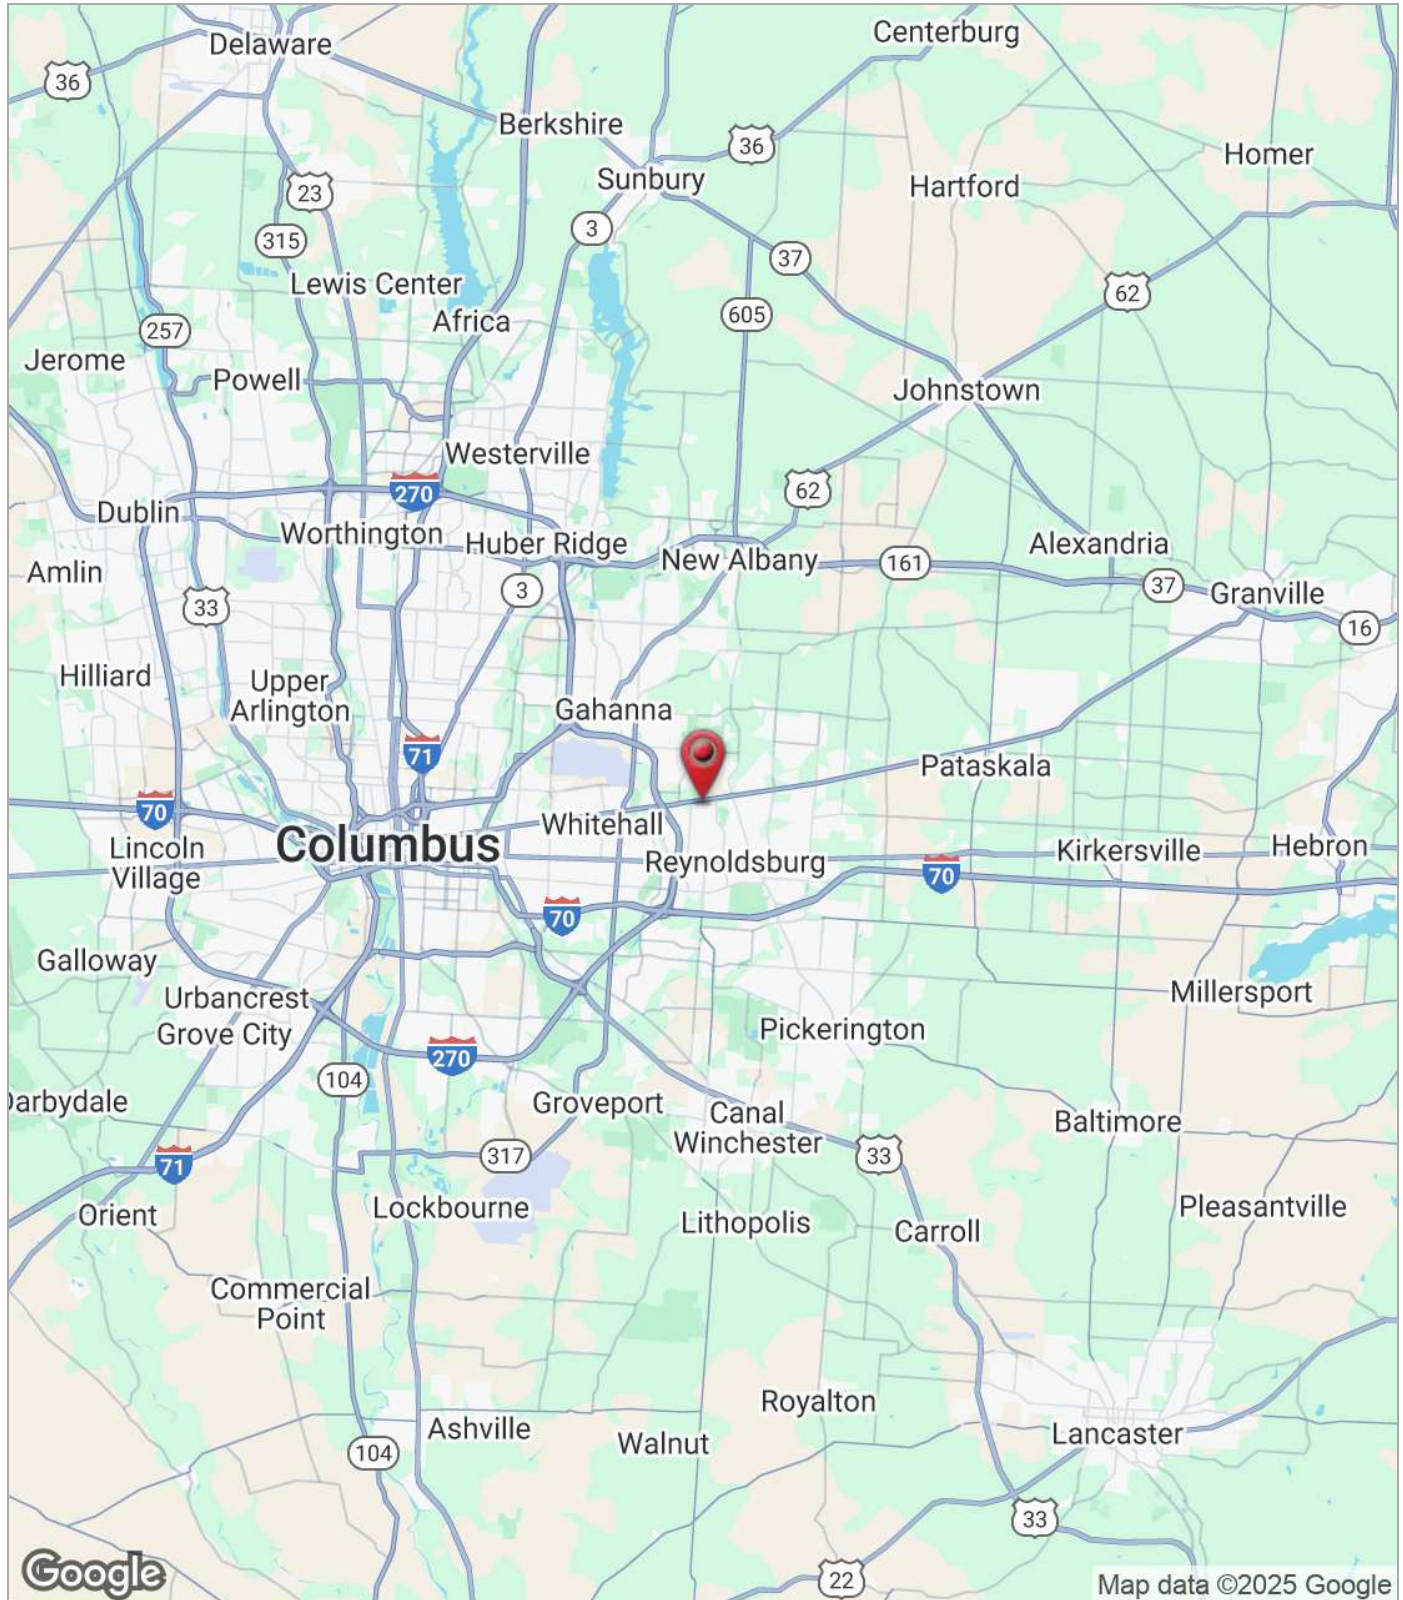 Delaware
Centerburg
36
Berkshire
36
Homer
Sunbury
Hartford
23
3
315
37
Lewis Center
62
605
Africa
257
Jerome
Powell
Johnstown
Westerville
270
62
Dublin
Worthington
Huber Ridge
New Albany
Alexandria
161
Amlin
3
37
Granville
33
16
Hilliard
Upper
Arlington
Gahanna
71
Pataskala
70
Whitehall
Columbus
Lincoln
Village
Reynoldsburg
Kirkersville
Hebron
70
70
Galloway
Urbancrest
Millersport
Grove City
Pickerington
270
104
arbydale
Groveport
Canal
Winchester
Baltimore
317
33
71
Orient
Lockbourne
Lithopolis
Carroll
Pleasantville
Commercial
Point
Royalton
Ashville
Walnut
Lancaster
104
33
Google
22
Map data ©2025 Google